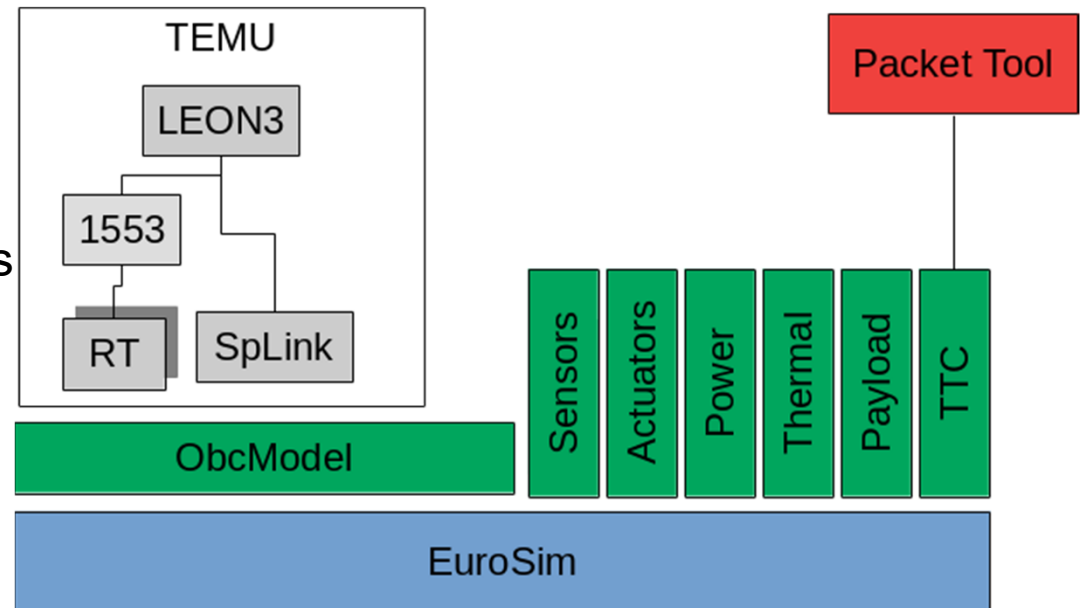 TEMU
Packet Tool
LEON3
1553
s
RT
SpLink
Sensors
Actuators
Power
Thermal
Payload
TTC
ObcModel
EuroSim